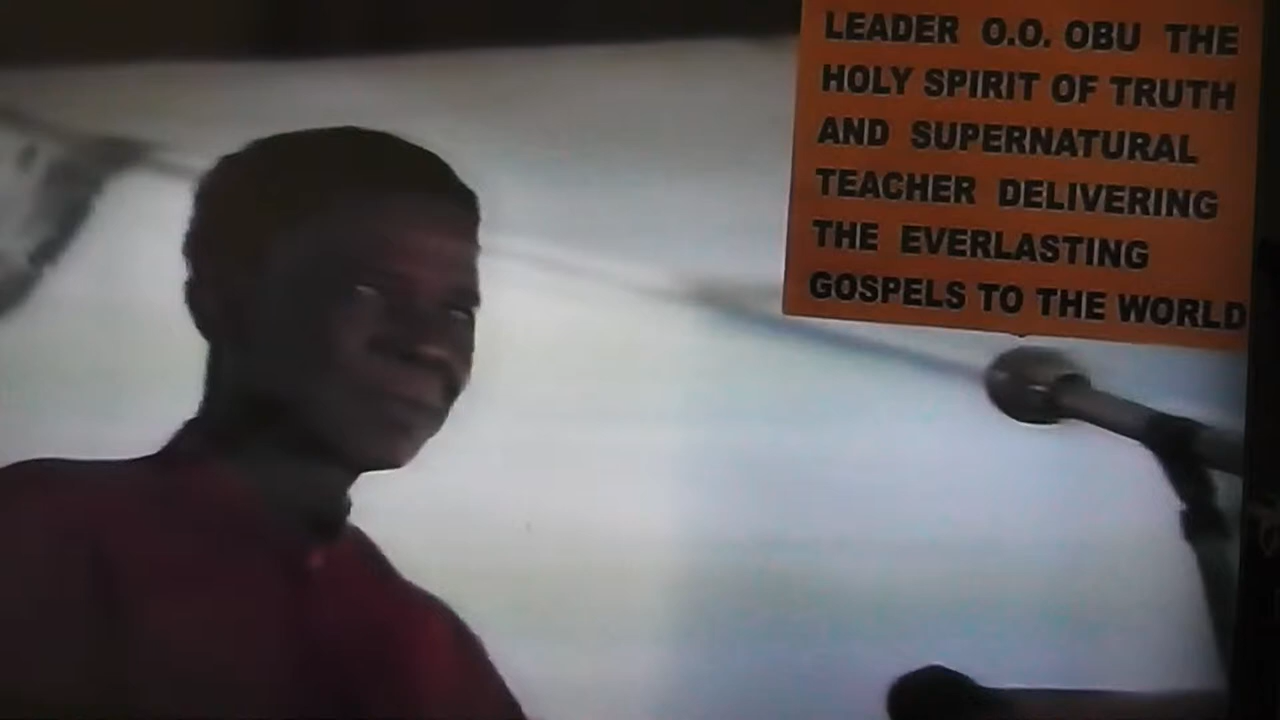 LEADER O.O. OBU THE
HOLY SPIRIT OF TRUTH
AND SUPERNATURAL
TEACHER DELIVERING
THE EVERLASTING
GOSPELS TO THE WORLD